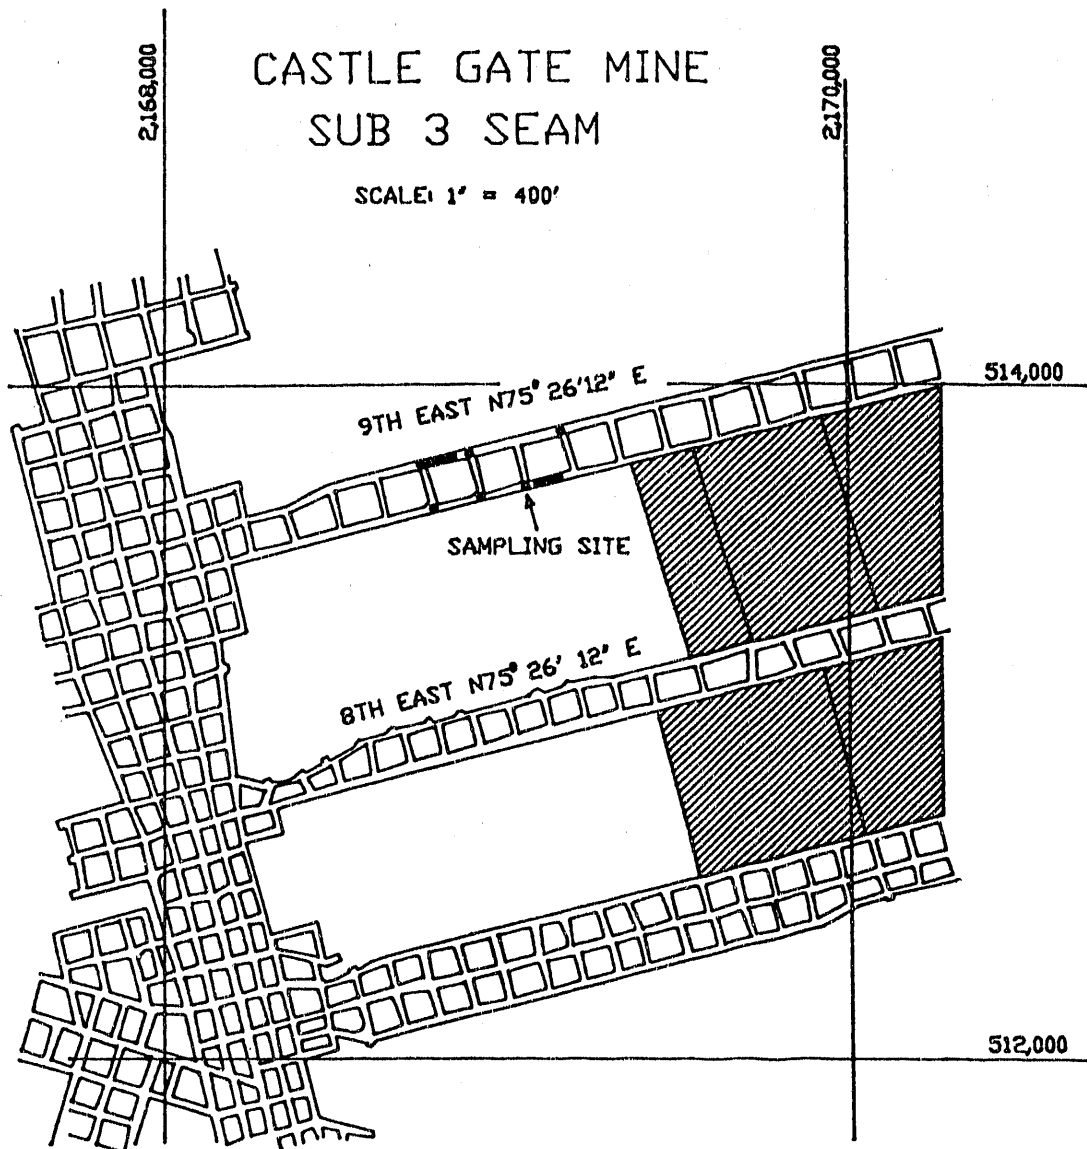 CASTLE GATE MINE
SUB 3 SEAM
SCALE: 1" = 400'
2,168,000
2,170,000
514,000
9TH EAST N75° 26'12" E
SAMPLING SITE
8TH EAST N75° 26' 12" E
512,000